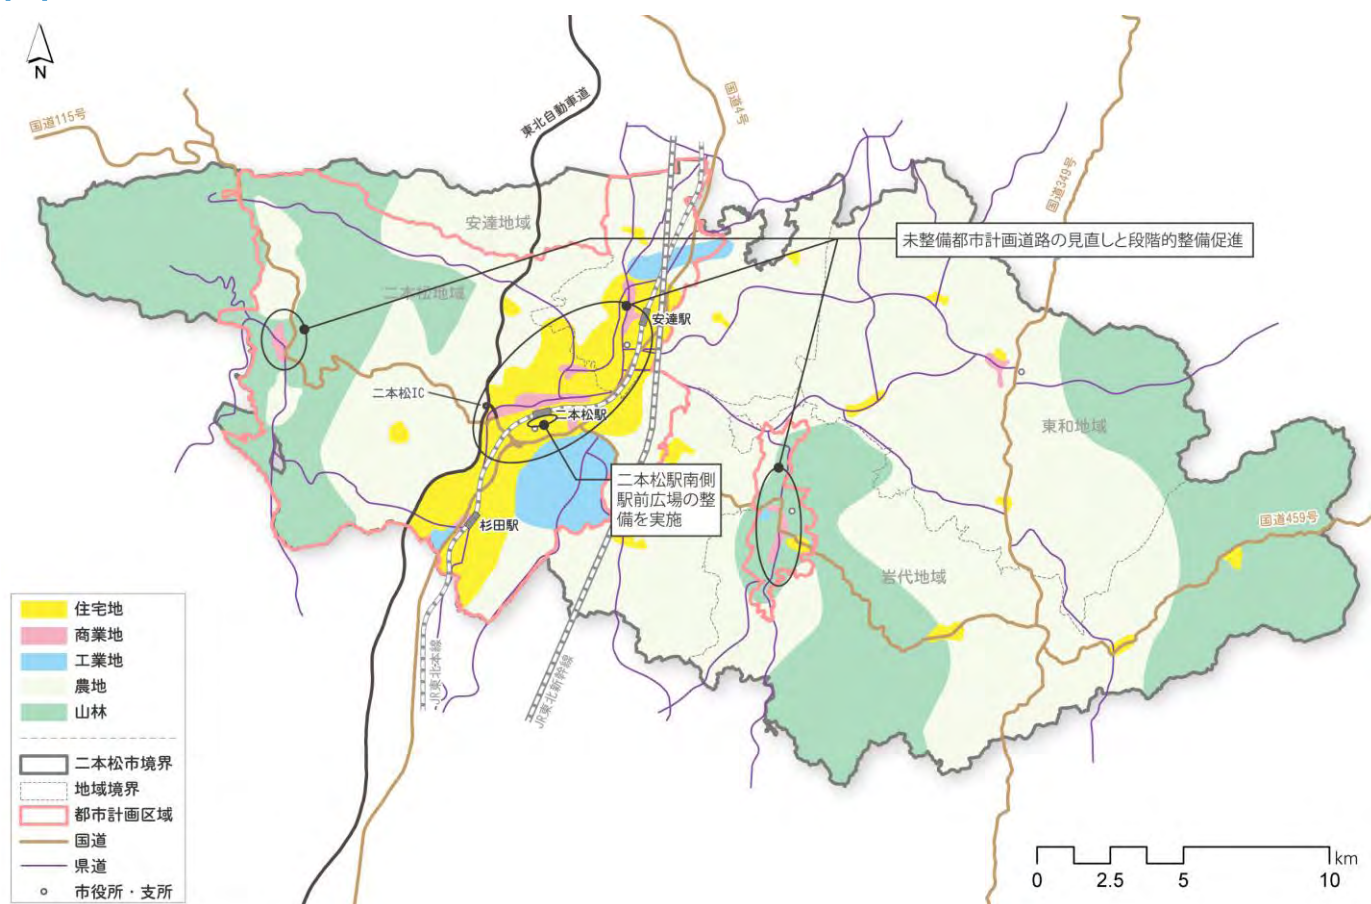 N
国道115号
東北自動車道
国道4号
国道349号
安達地域
未整備都市計画道路の見直しと段階的整備促進
二本松地域
安達駅
二本松IC
二本松駅
東和地域
二本松駅南側
駅前広場の整
備を実施
杉田駅
国道459号
岩代地域
JR東北本線
JR東北新幹線
住宅地
商業地
工業地
農地
山林
二本松市境界
地域境界
都市計画区域
国道
県道
市役所・支所
km
0 2.5 5 10